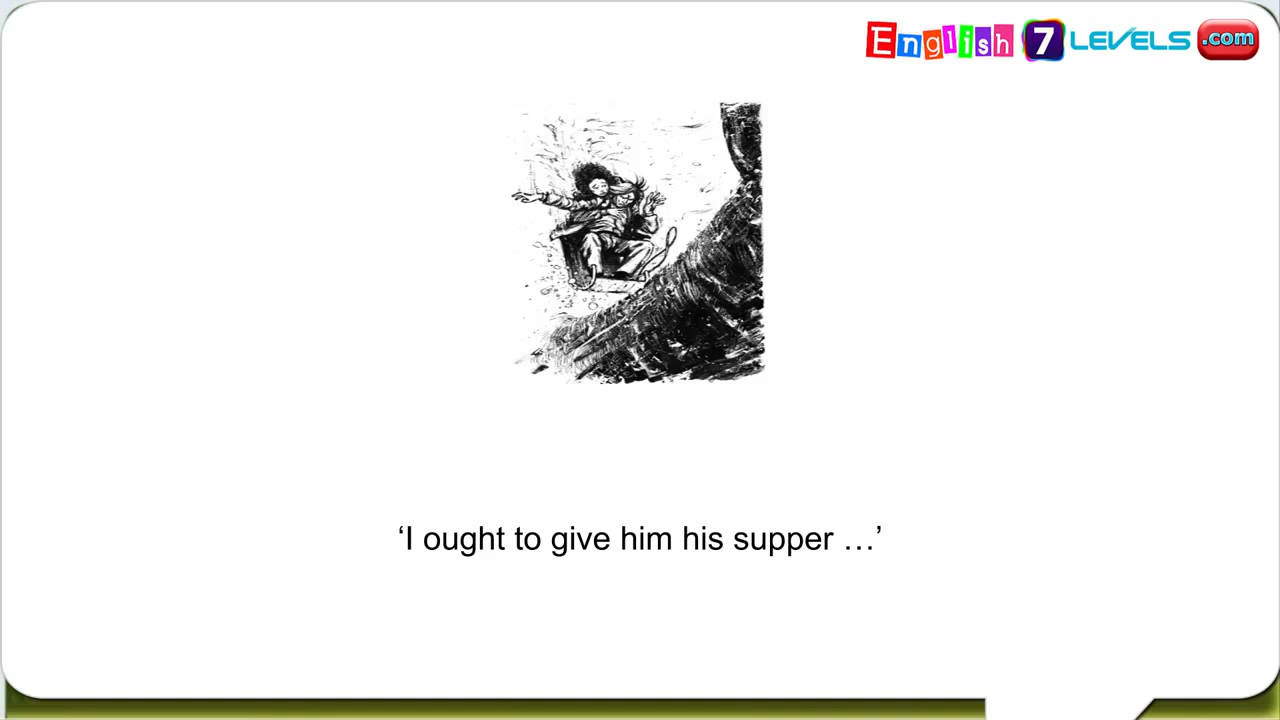 English 7 LEVELS .com
‘I ought to give him his supper …’